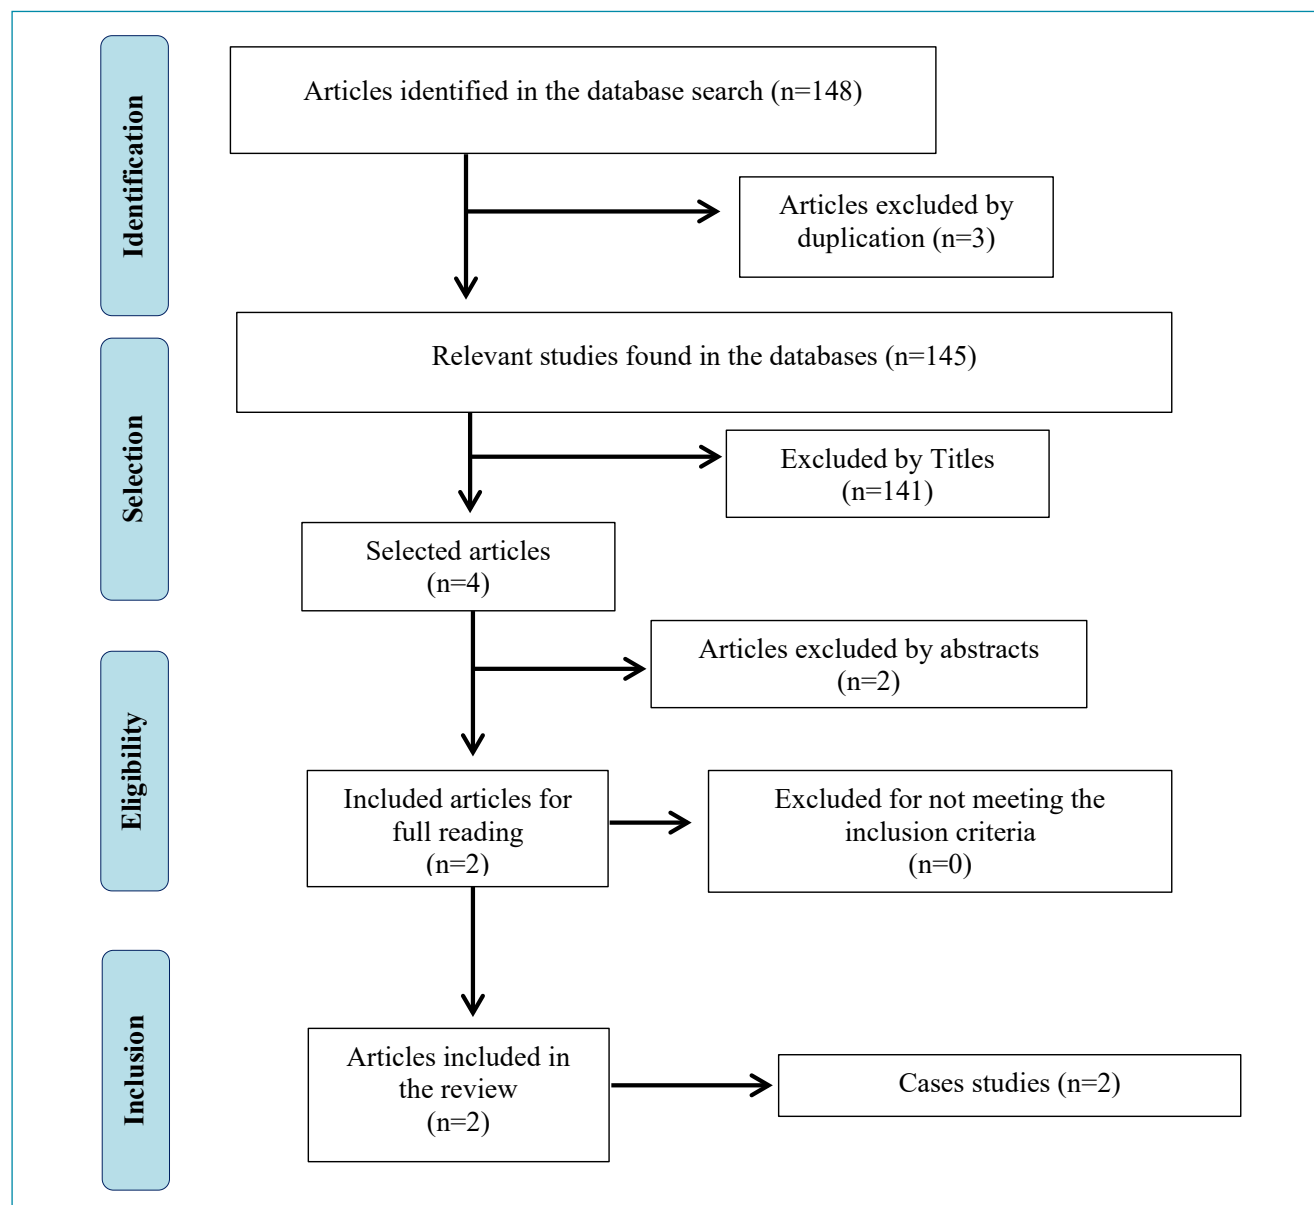 Identification
Articles identified in the database search (n=148)
Articles excluded by
duplication (n=3)
Selection
Relevant studies found in the databases (n=145)
Excluded by Titles
(n=141)
Selected articles
(n=4)
Eligibility
Articles excluded by abstracts
(n=2)
Included articles for
full reading
(n=2)
Excluded for not meeting the
inclusion criteria
(n=0)
Inclusion
Articles included in
the review
(n=2)
Cases studies (n=2)